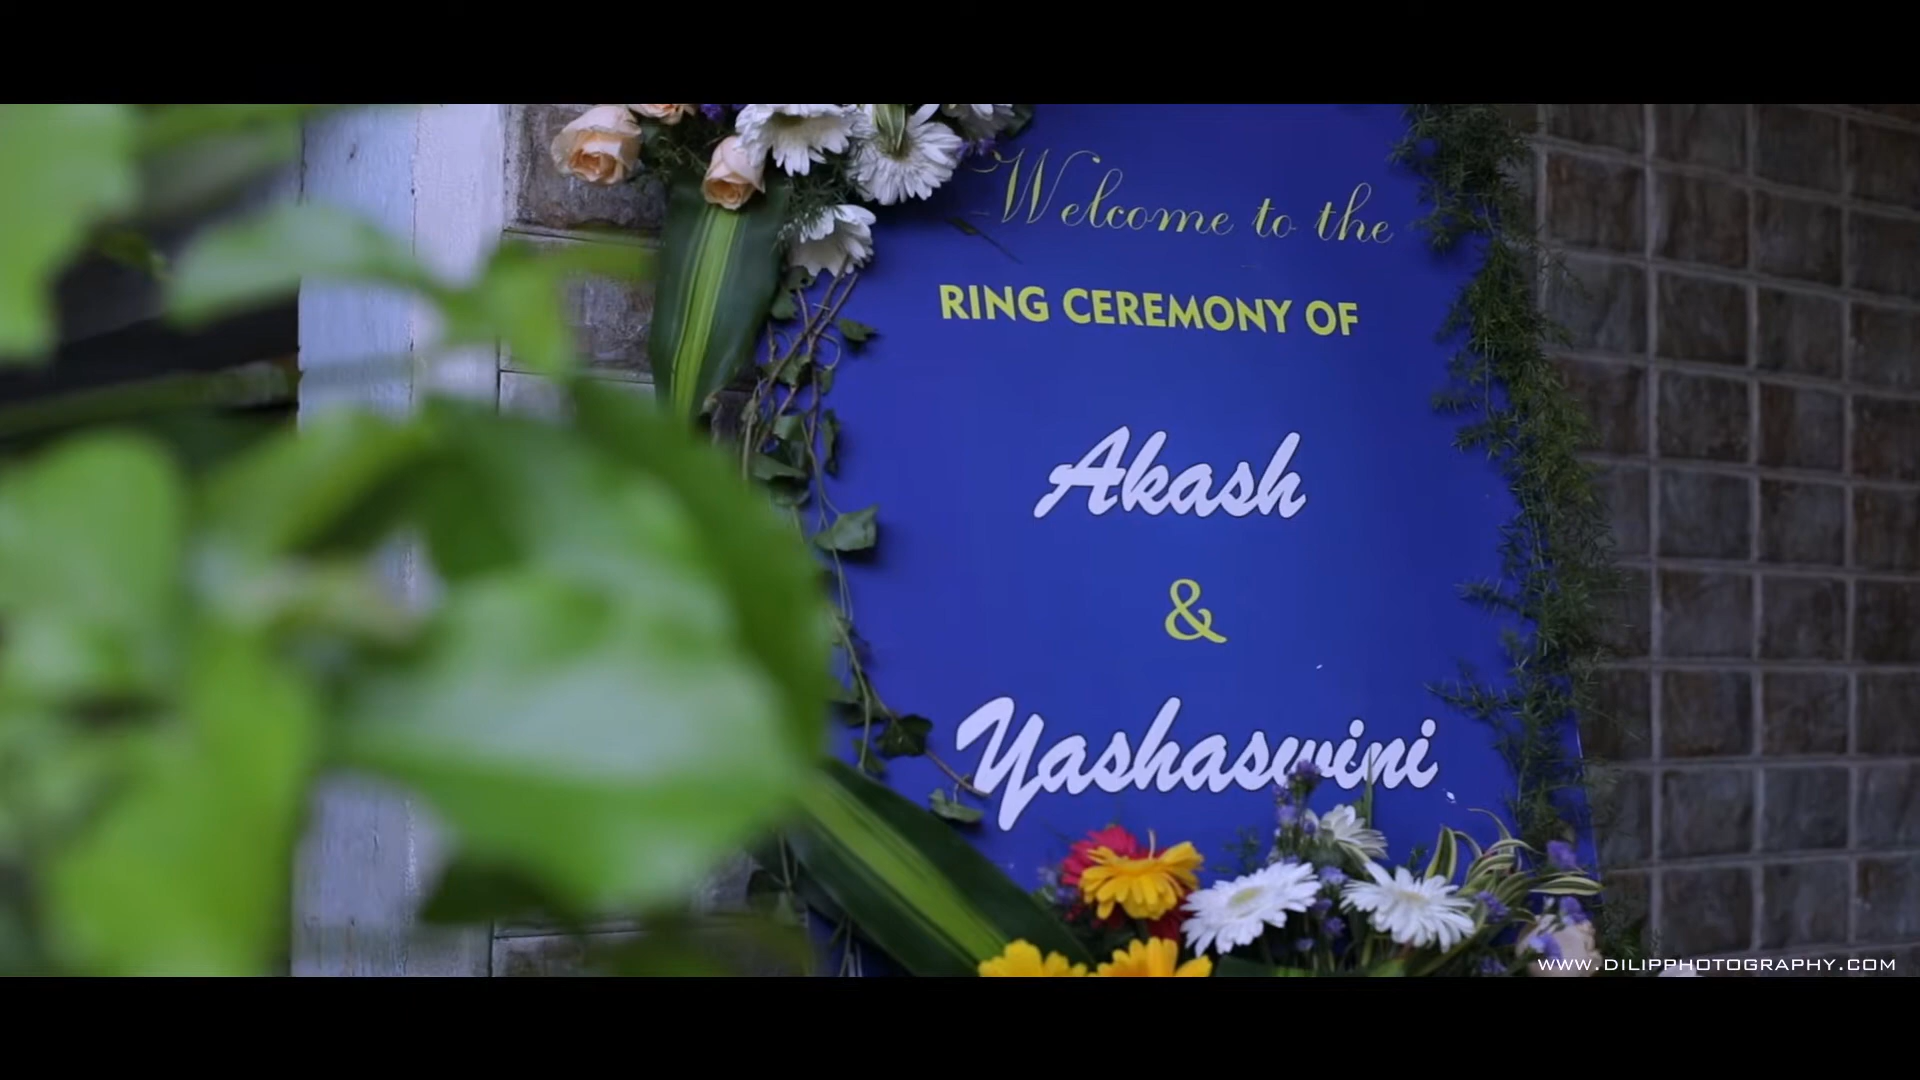 Welcome to the
RING CEREMONY OF
Akash
&
Yashaswini
WWW.DILIPPHOTOGRAPHY.COM